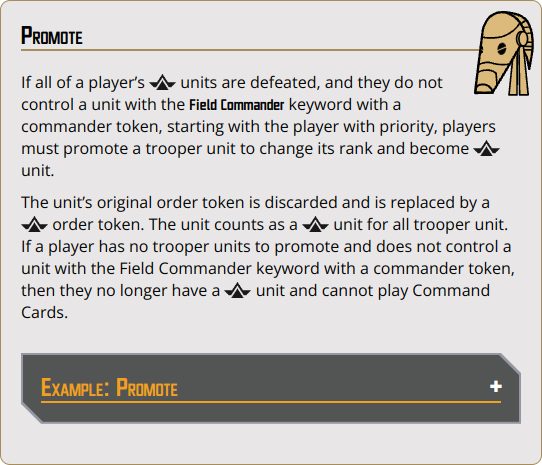 Promote
If all of a player's units are defeated, and they do not
control a unit with the Field Commander keyword with a
commander token, starting with the player with priority, players
must promote a trooper unit to change its rank and become
unit.
The unit's original order token is discarded and is replaced by a
order token. The unit counts as a unit for all trooper unit.
If a player has no trooper units to promote and does not control a
unit with the Field Commander keyword with a commander token,
then they no longer have a unit and cannot play Command
Cards.
Example: Promote +